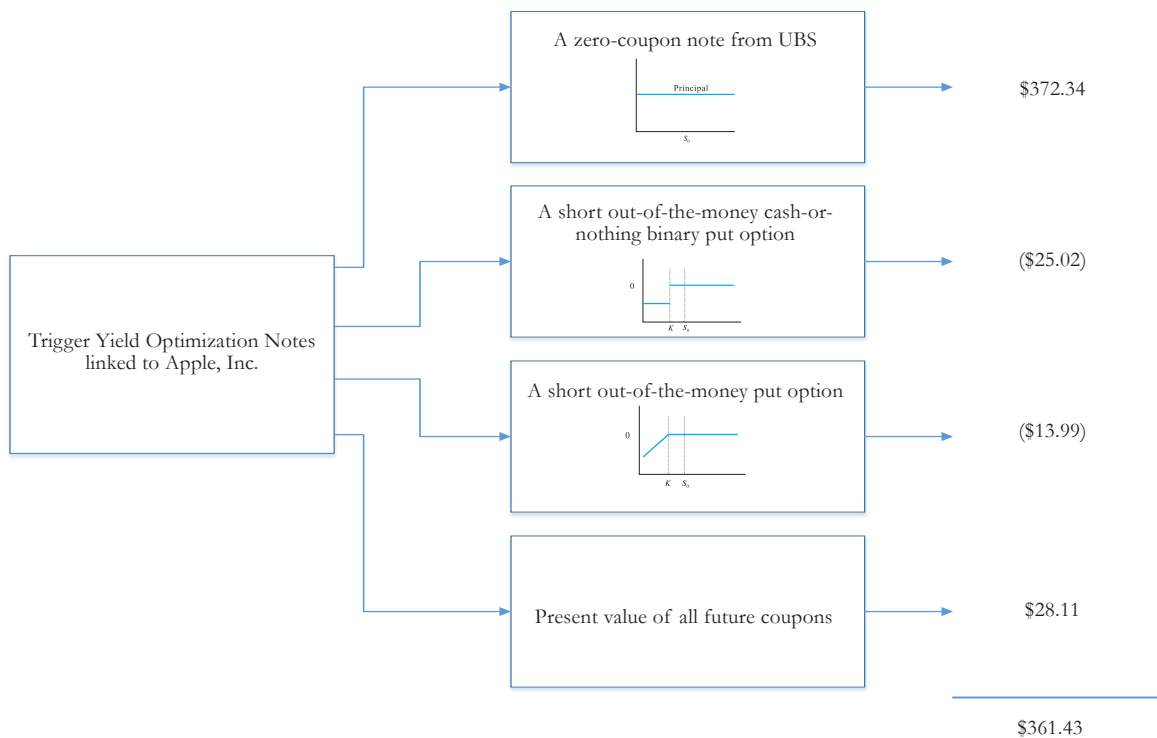 A zero-coupon note from UBS
Principal
S₀
$372.34
A short out-of-the-money cash-or-
nothing binary put option
0
K S₀
($25.02)
Trigger Yield Optimization Notes
linked to Apple, Inc.
A short out-of-the-money put option
0
K S₀
($13.99)
Present value of all future coupons
$28.11
$361.43